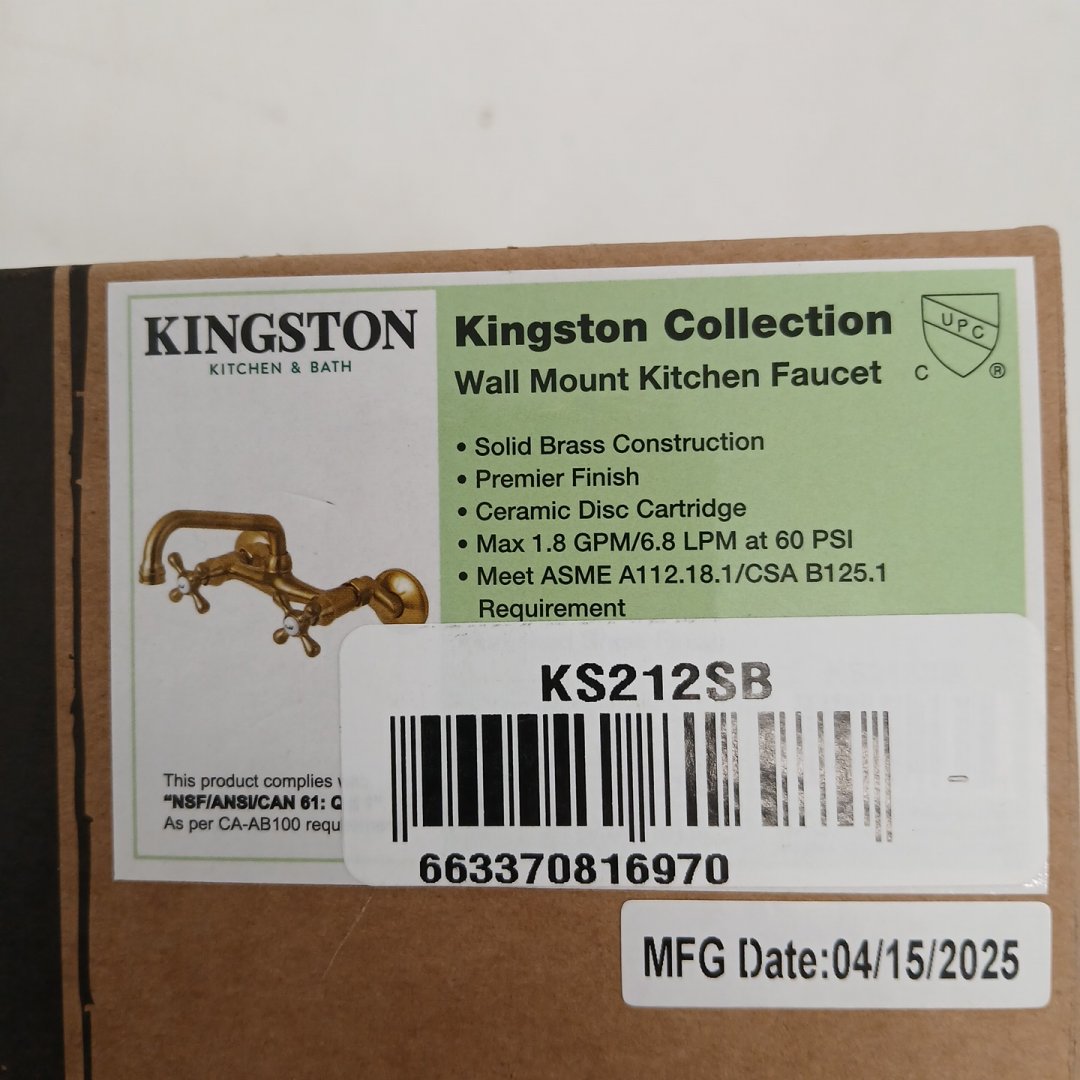 KINGSTON
KITCHEN & BATH
Kingston Collection
Wall Mount Kitchen Faucet
UPC
C ®
• Solid Brass Construction
• Premier Finish
• Ceramic Disc Cartridge
• Max 1.8 GPM/6.8 LPM at 60 PSI
• Meet ASME A112.18.1/CSA B125.1
Requirement
This product complies
"NSF/ANSI/CAN 61: Q
As per CA-AB100 requ
KS212SB
663370816970
MFG Date:04/15/2025